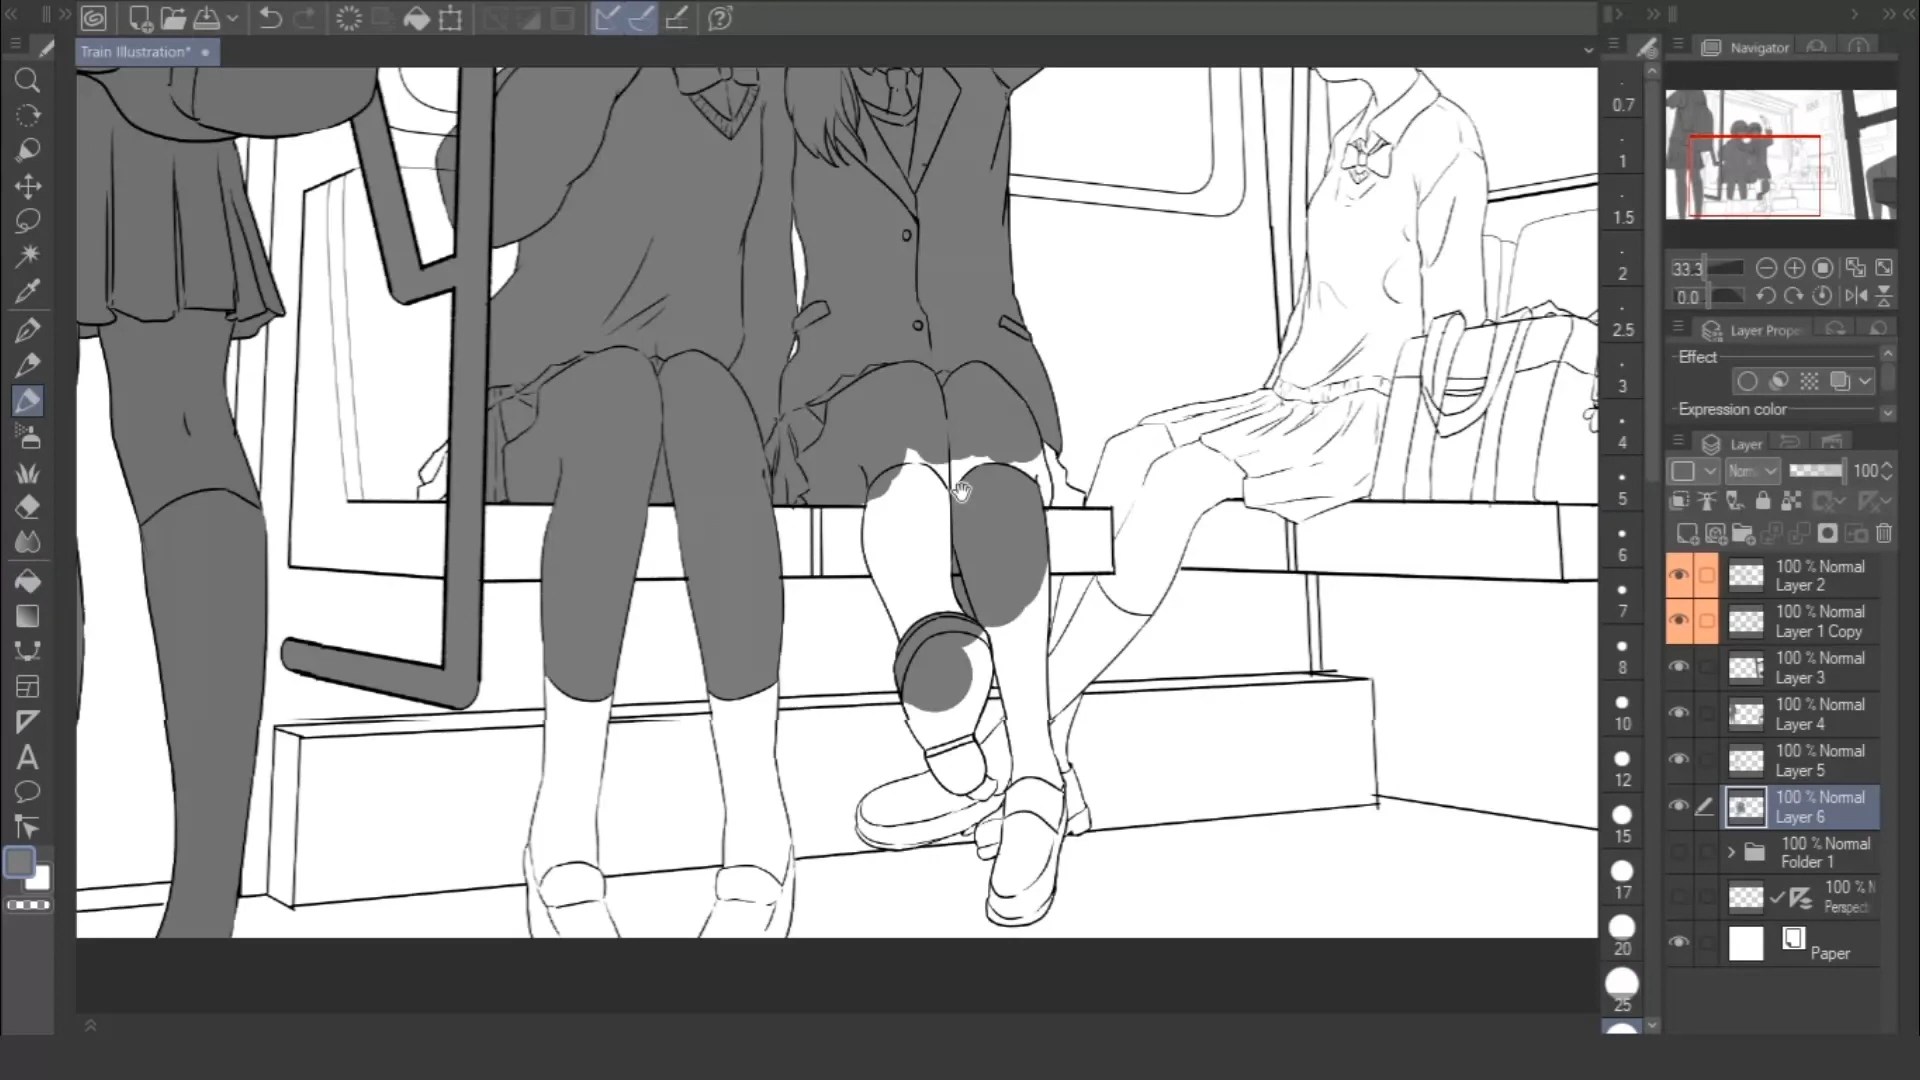 Train Illustration*
Navigator
33.3
0.0
Layer Prope
Effect
Expression color
Layer
Norm
100
100 % Normal
Layer 2
100 % Normal
Layer 1 Copy
100 % Normal
Layer 3
100 % Normal
Layer 4
100 % Normal
Layer 5
100 % Normal
Layer 6
100 % Normal
Folder 1
100 % N
Perspect
Paper
0.7
1
1.5
2
2.5
3
4
5
6
7
8
10
12
15
17
20
25
A